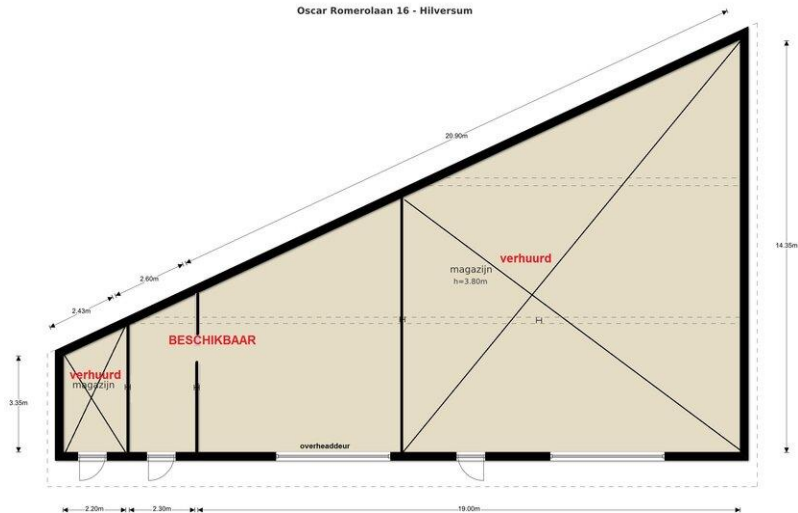 Oscar Romerolaan 16 - Hilversum
20.90m
2.60m
2.43m
verhuurd
magazijn
h=3.80m
14.35m
BESCHIKBAAR
verhuurd
magazijn
3.35m
overheaddeur
2.20m
2.30m
19.00m